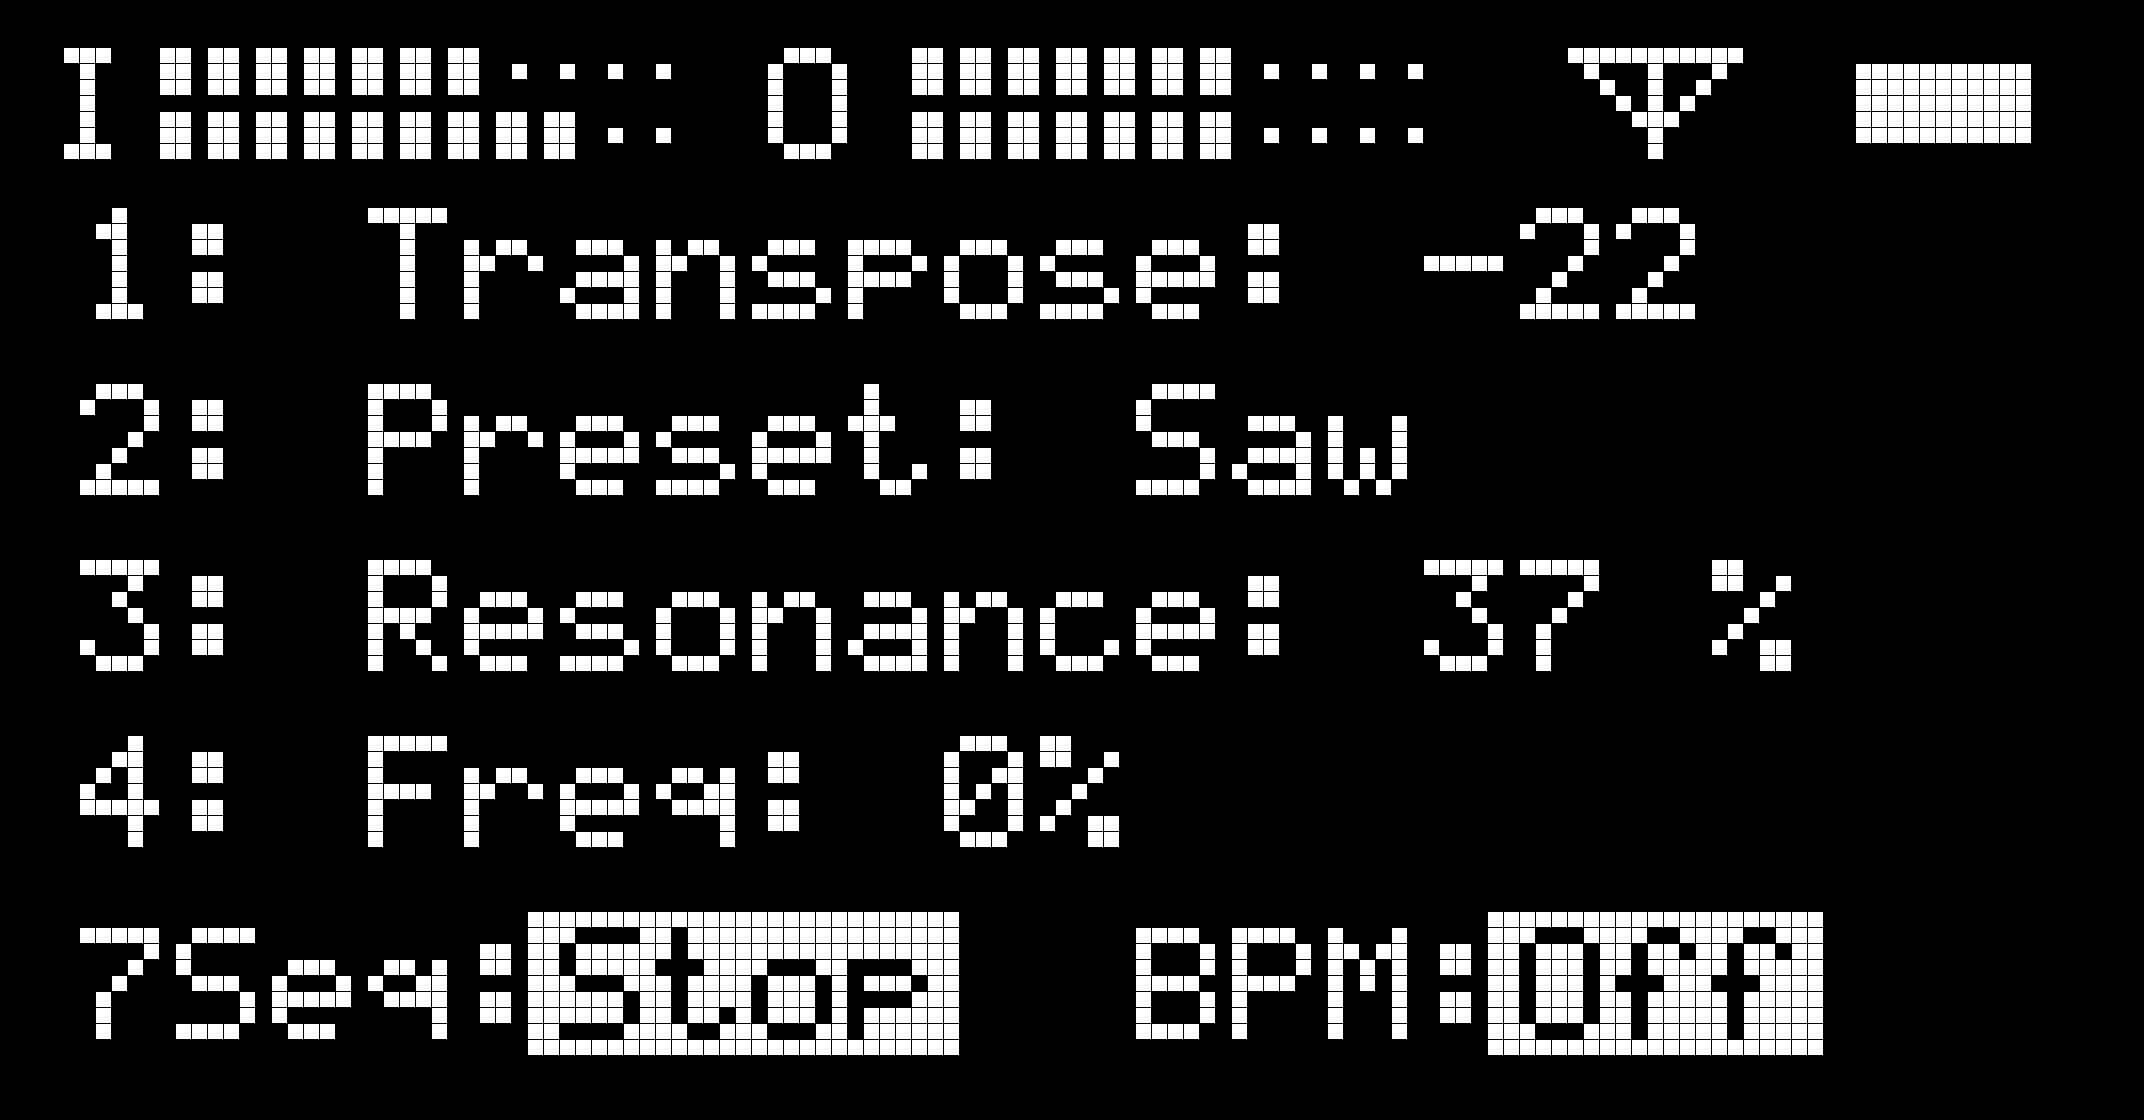 I O
1: Transpose: -22
2: Preset: Saw
3: Resonance: 37 %
4: Freq: 0%
7Seq:Stop BPM:Off